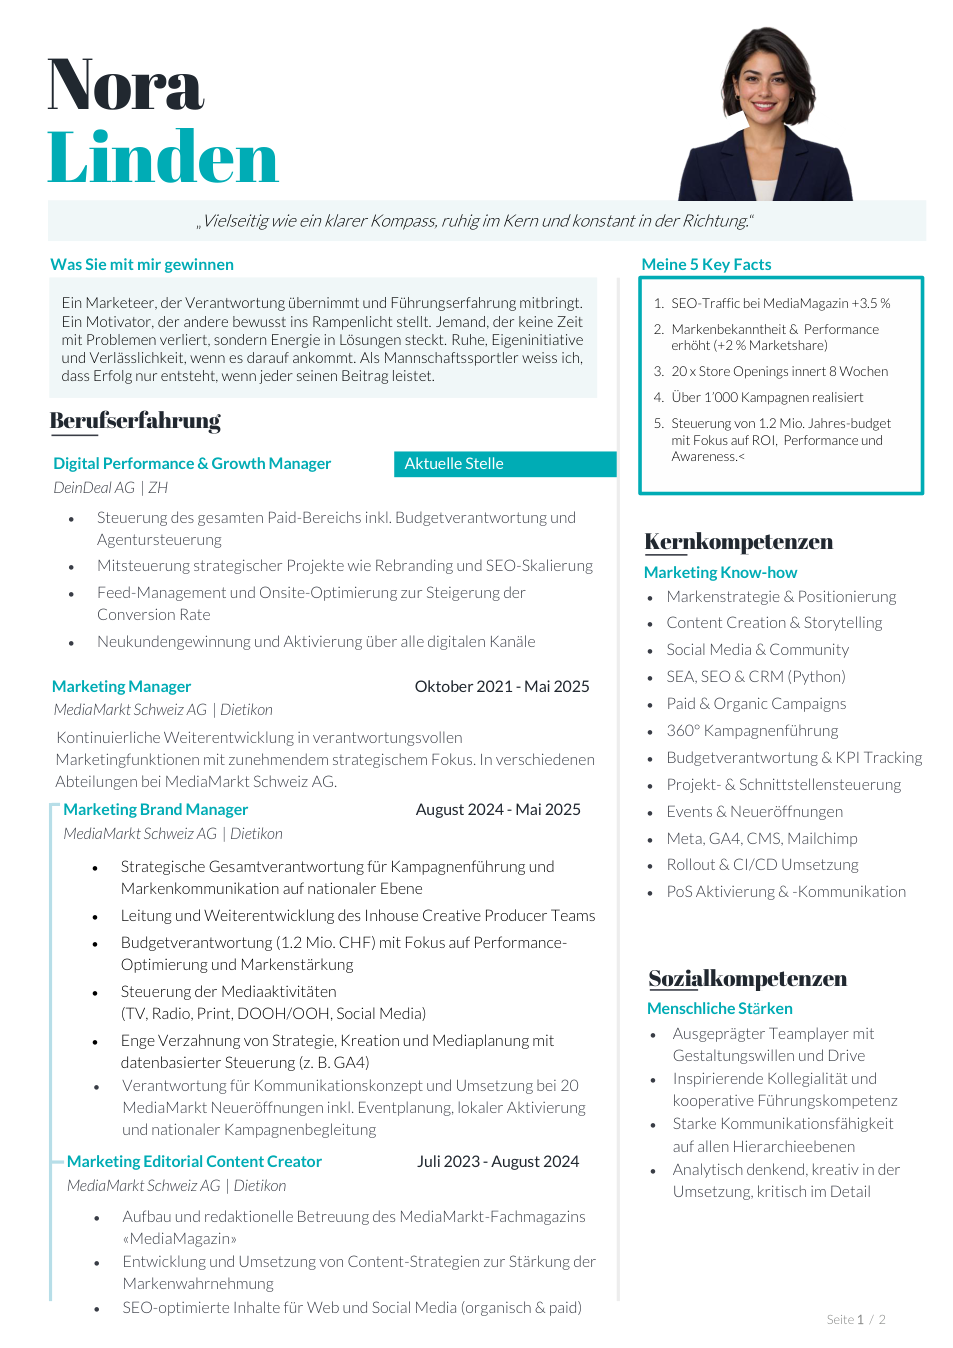 Nora
Linden
„Vielseitig wie ein klarer Kompass, ruhig im Kern und konstant in der Richtung.“
Was Sie mit mir gewinnen
Ein Marketeer, der Verantwortung übernimmt und Führungserfahrung mitbringt.
Ein Motivator, der andere bewusst ins Rampenlicht stellt. Jemand, der keine Zeit
mit Problemen verliert, sondern Energie in Lösungen steckt. Ruhe, Eigeninitiative
und Verlässlichkeit, wenn es darauf ankommt. Als Mannschaftssportler weiss ich,
dass Erfolg nur entsteht, wenn jeder seinen Beitrag leistet.
Berufserfahrung
Digital Performance & Growth Manager
Aktuelle Stelle
DeinDeal AG | ZH
• Steuerung des gesamten Paid-Bereichs inkl. Budgetverantwortung und
Agentursteuerung
• Mitsteuerung strategischer Projekte wie Rebranding und SEO-Skalierung
• Feed-Management und Onsite-Optimierung zur Steigerung der
Conversion Rate
• Neukundengewinnung und Aktivierung über alle digitalen Kanäle
Marketing Manager
Oktober 2021 - Mai 2025
MediaMarkt Schweiz AG | Dietikon
Kontinuierliche Weiterentwicklung in verantwortungsvollen
Marketingfunktionen mit zunehmendem strategischem Fokus. In verschiedenen
Abteilungen bei MediaMarkt Schweiz AG.
Marketing Brand Manager
August 2024 - Mai 2025
MediaMarkt Schweiz AG | Dietikon
• Strategische Gesamtverantwortung für Kampagnenführung und
Markenkommunikation auf nationaler Ebene
• Leitung und Weiterentwicklung des Inhouse Creative Producer Teams
• Budgetverantwortung (1.2 Mio. CHF) mit Fokus auf Performance-
Optimierung und Markenstärkung
• Steuerung der Mediaaktivitäten
(TV, Radio, Print, DOOH/OOH, Social Media)
• Enge Verzahnung von Strategie, Kreation und Mediaplanung mit
datenbasierter Steuerung (z. B. GA4)
• Verantwortung für Kommunikationskonzept und Umsetzung bei 20
MediaMarkt Neueröffnungen inkl. Eventplanung, lokaler Aktivierung
und nationaler Kampagnenbegleitung
Marketing Editorial Content Creator
Juli 2023 - August 2024
MediaMarkt Schweiz AG | Dietikon
• Aufbau und redaktionelle Betreuung des MediaMarkt-Fachmagazins
«MediaMagazin»
• Entwicklung und Umsetzung von Content-Strategien zur Stärkung der
Markenwahrnehmung
• SEO-optimierte Inhalte für Web und Social Media (organisch & paid)
Meine 5 Key Facts
1. SEO-Traffic bei MediaMagazin +3.5 %
2. Markenbekanntheit & Performance
erhöht (+2 % Marketshare)
3. 20 x Store Openings innert 8 Wochen
4. Über 1’000 Kampagnen realisiert
5. Steuerung von 1.2 Mio. Jahres-budget
mit Fokus auf ROI, Performance und
Awareness.<
Kernkompetenzen
Marketing Know-how
• Markenstrategie & Positionierung
• Content Creation & Storytelling
• Social Media & Community
• SEA, SEO & CRM (Python)
• Paid & Organic Campaigns
• 360° Kampagnenführung
• Budgetverantwortung & KPI Tracking
• Projekt- & Schnittstellensteuerung
• Events & Neueröffnungen
• Meta, GA4, CMS, Mailchimp
• Rollout & CI/CD Umsetzung
• PoS Aktivierung & -Kommunikation
Sozialkompetenzen
Menschliche Stärken
• Ausgeprägter Teamplayer mit
Gestaltungswillen und Drive
• Inspirierende Kollegialität und
kooperative Führungskompetenz
• Starke Kommunikationsfähigkeit
auf allen Hierarchieebenen
• Analytisch denkend, kreativ in der
Umsetzung, kritisch im Detail
Seite 1 / 2